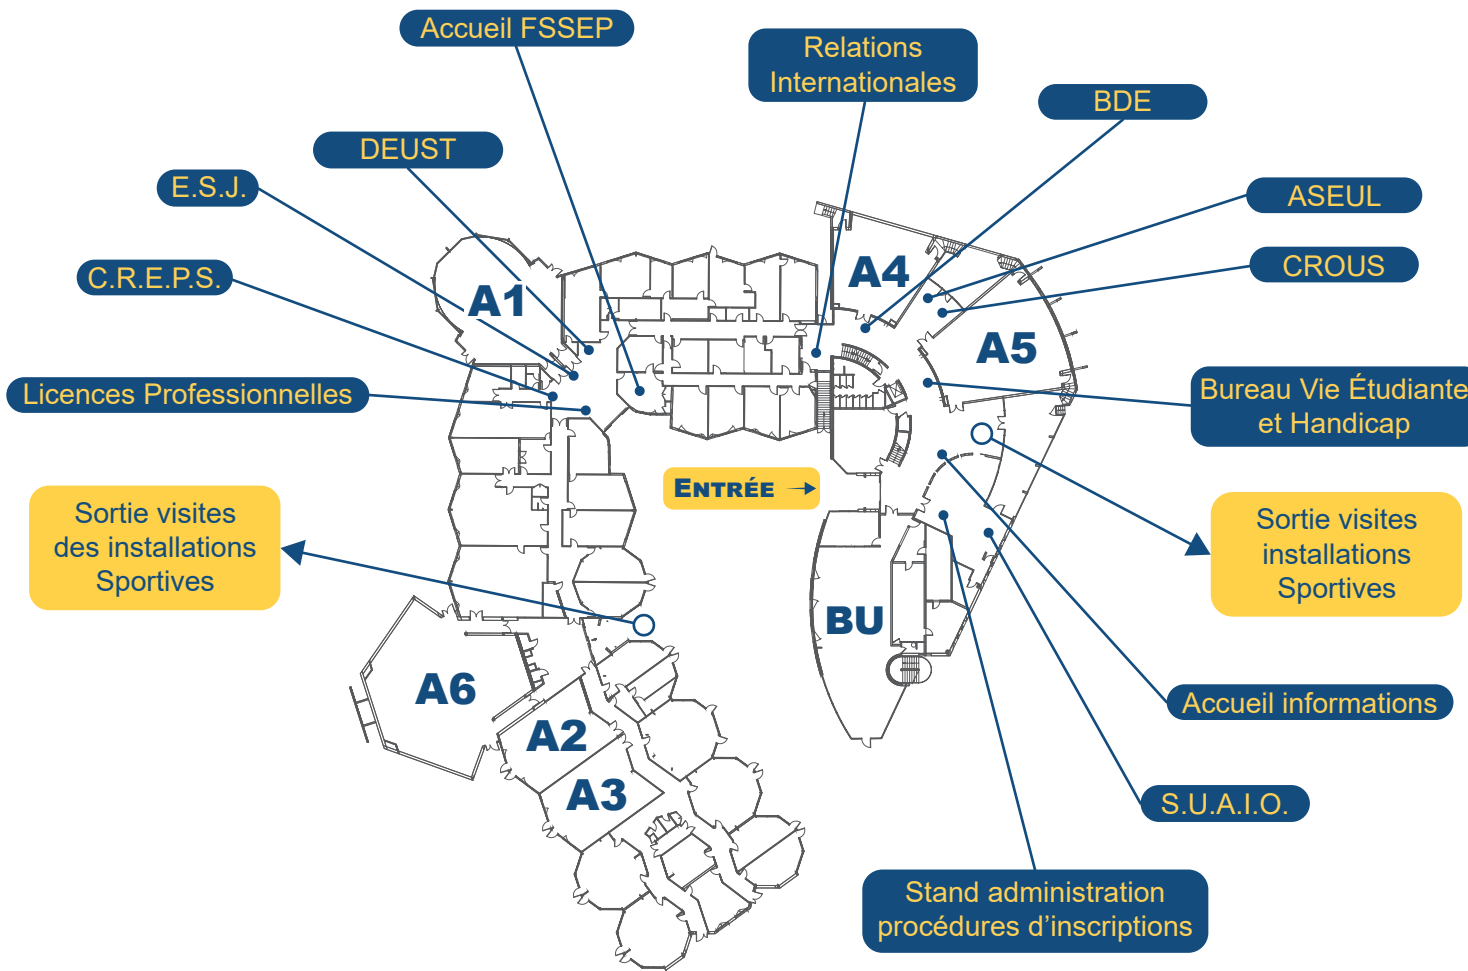 Accueil FSSEP
Relations
Internationales
BDE
DEUST
E.S.J.
ASEUL
C.R.E.P.S.
CROUS
A4
A1
A5
Licences Professionnelles
Bureau Vie Étudiante
et Handicap
ENTRÉE
Sortie visites
des installations
Sportives
Sortie visites
installations
Sportives
BU
A6
Accueil informations
A2
A3
S.U.A.I.O.
Stand administration
procédures d’inscriptions